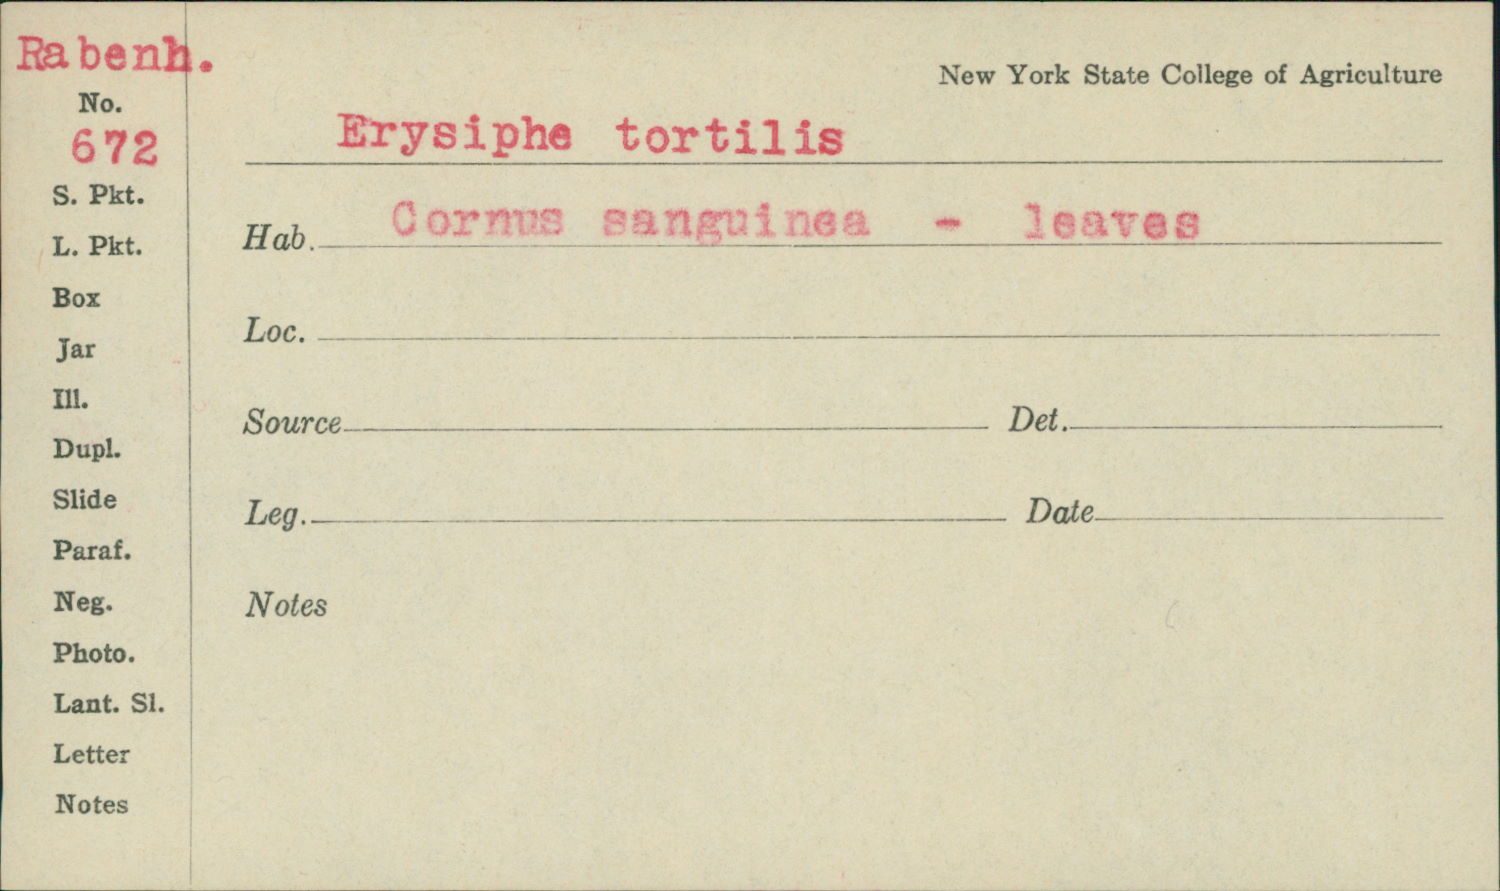 Rabenh.
New York State College of Agriculture
No.
672
Erysiphe tortilis
S. Pkt.
Hab. Cornus sanguinea - leaves
L. Pkt.
Box
Loc.
Jar
Ill.
Source Det.
Dupl.
Slide
Leg. Date
Paraf.
Neg.
Notes
Photo.
Lant. Sl.
Letter
Notes